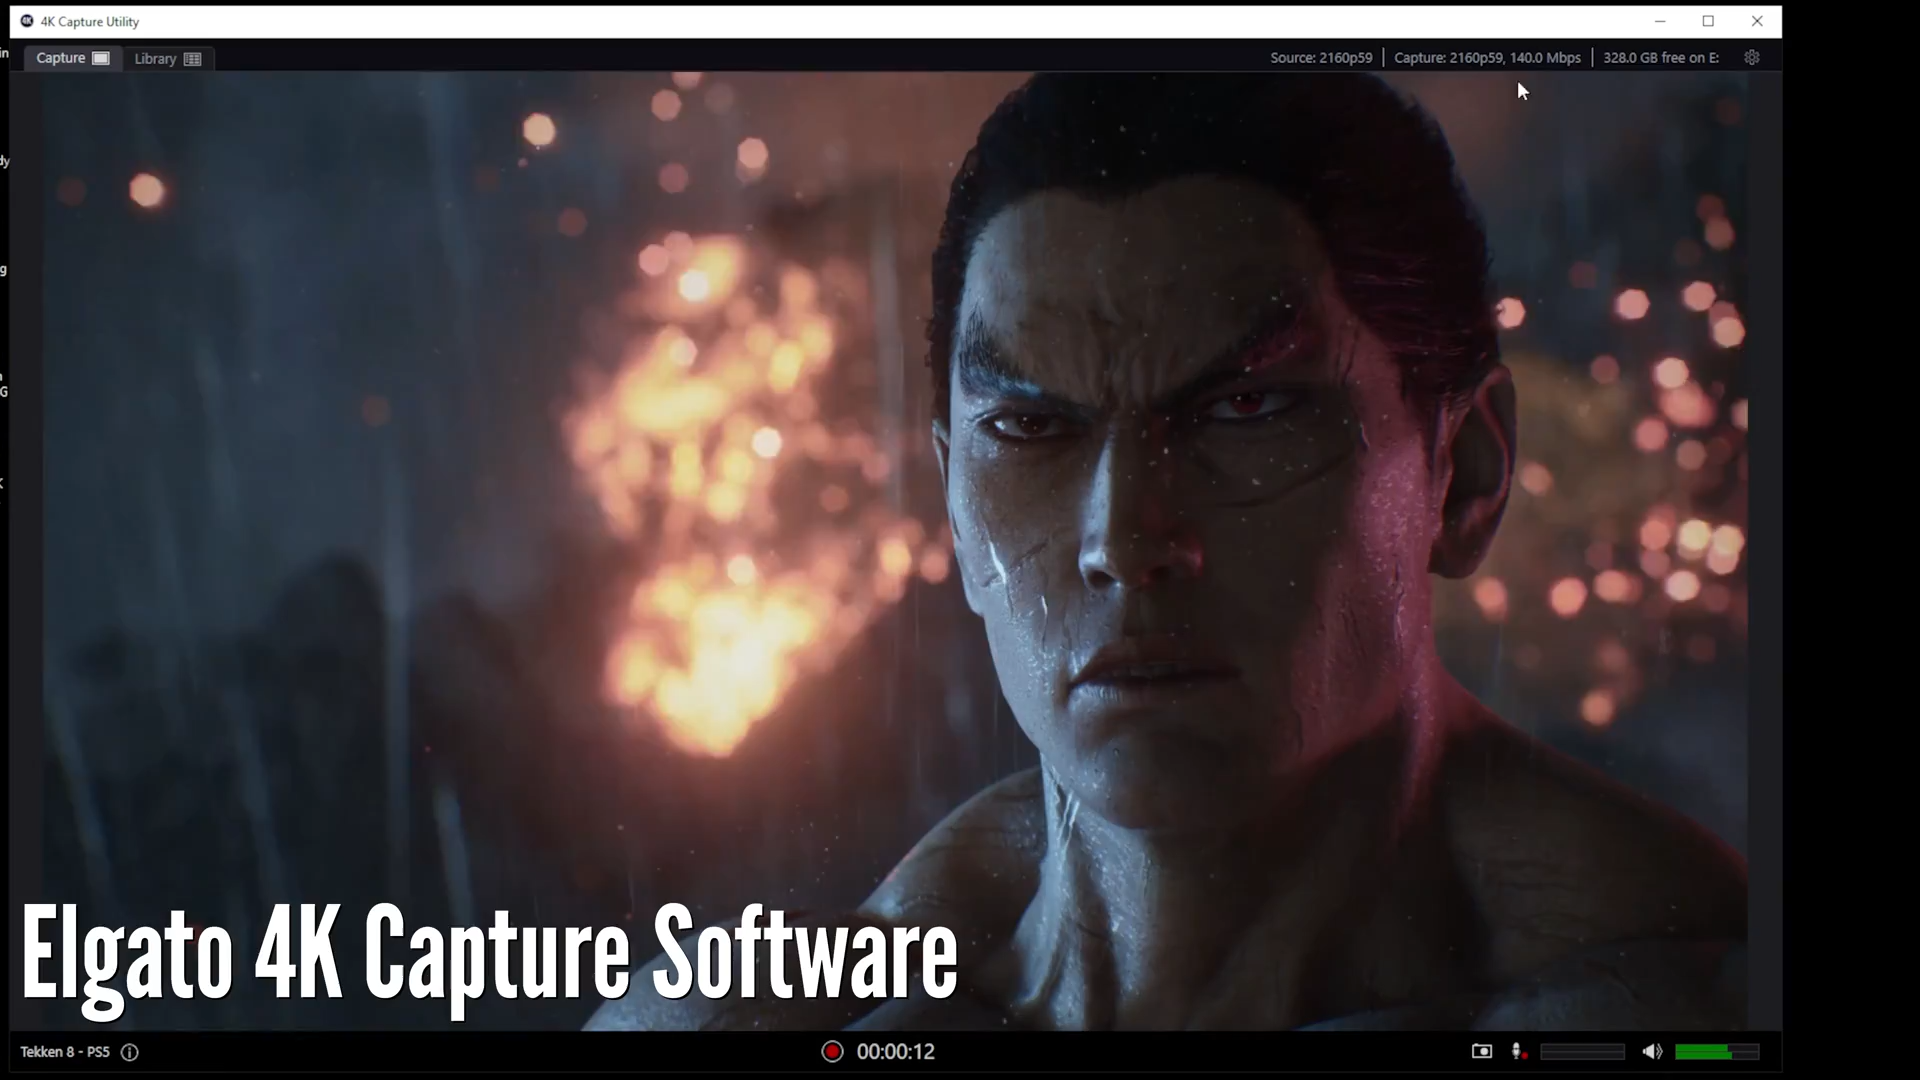 4K Capture Utility
Capture
Library
Source: 2160p59
Capture: 2160p59, 140.0 Mbps
328.0 GB free on E:
Elgato 4K Capture Software
Tekken 8 - PS5
00:00:12